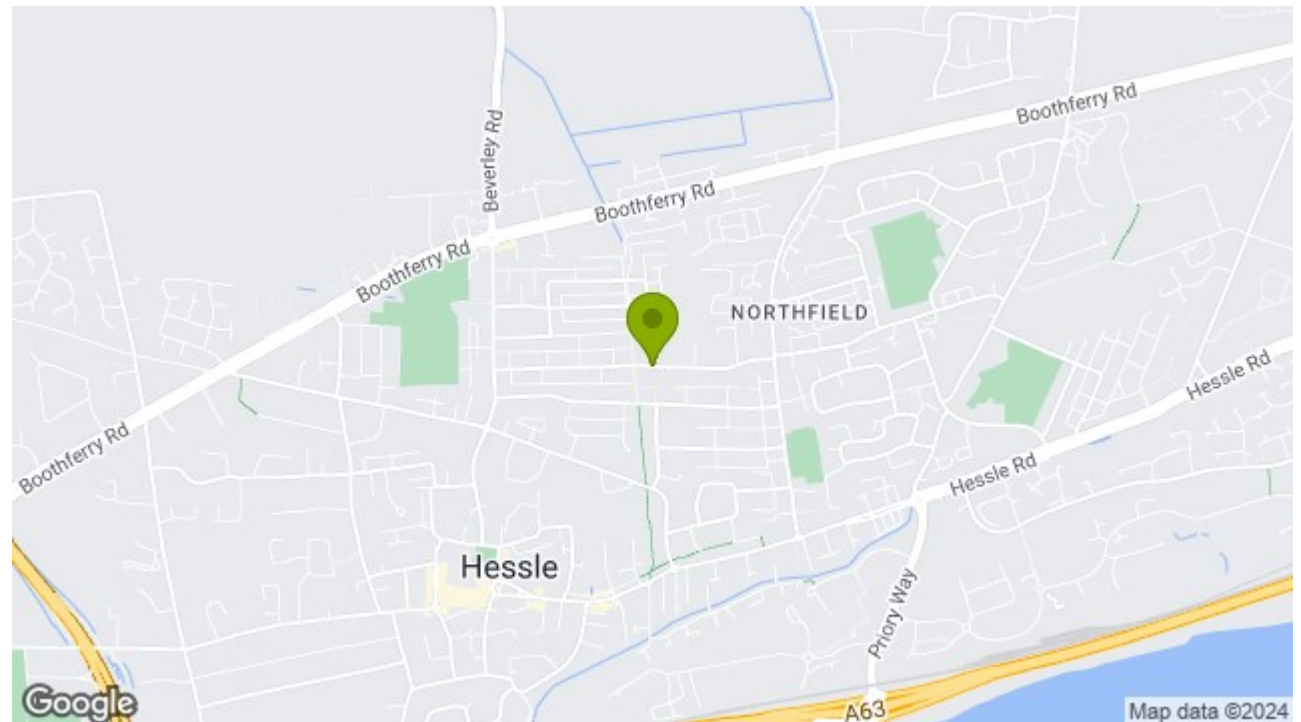 Boothferry Rd
Beverley Rd
Boothferry Rd
Boothferry Rd
NORTHFIELD
Hessle Rd
Boothferry Rd
Hessle Rd
Hessle
Priory Way
A63
Google
Map data ©2024